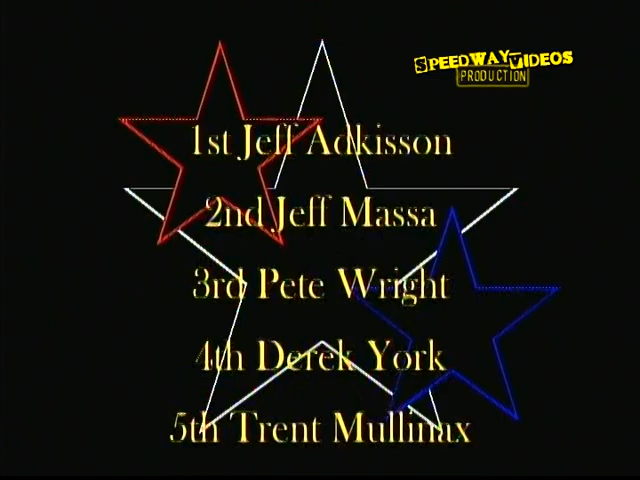 SPEEDWAY VIDEOS
PRODUCTION
1st Jeff Adkisson
2nd Jeff Massa
3rd Pete Wright
4th Derek York
5th Trent Mullinax